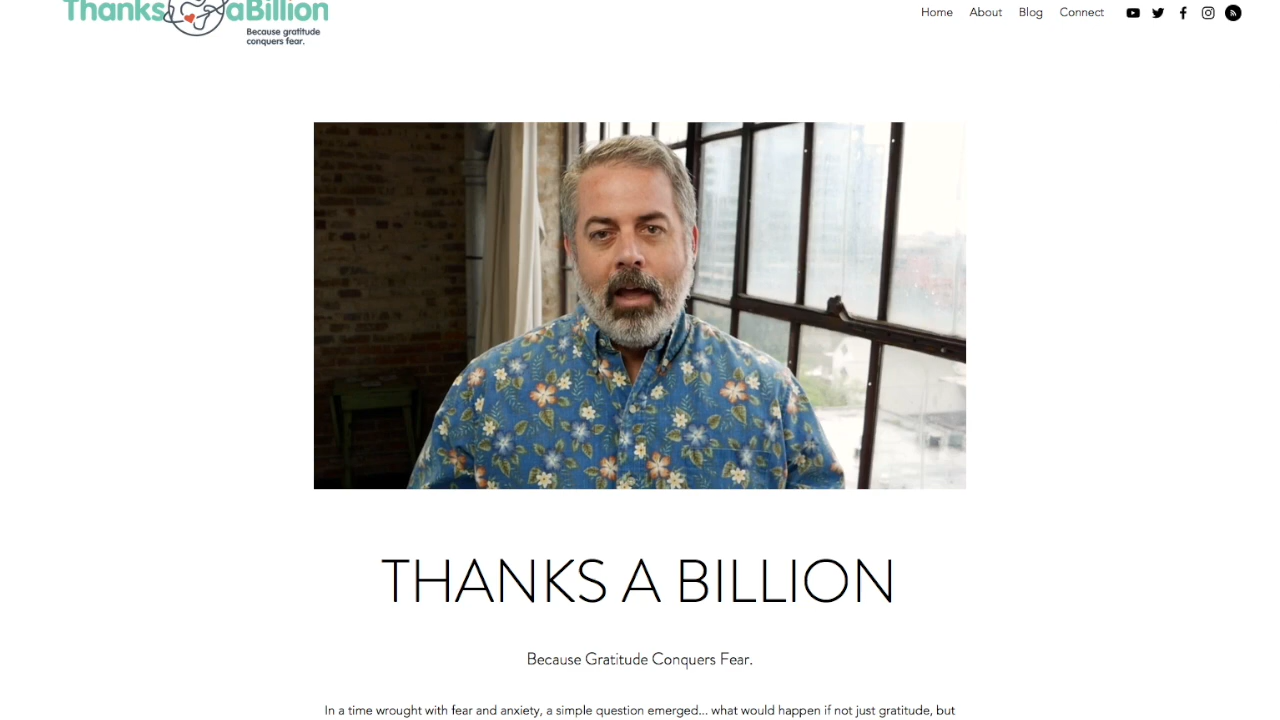 Thanks aBillion
Because gratitude
conquers fear.
Home About Blog Connect
THANKS A BILLION
Because Gratitude Conquers Fear.
In a time wrought with fear and anxiety, a simple question emerged... what would happen if not just gratitude, but